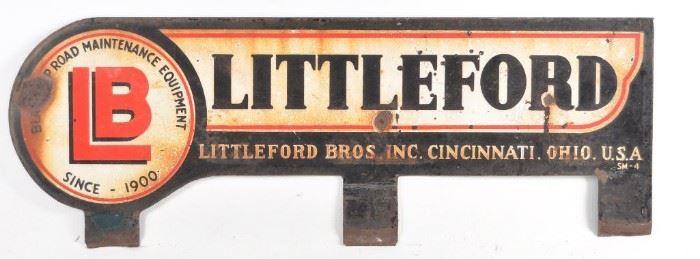 ROAD MAINTENANCE EQUIPMENT
LB
SINCE - 1900
LITTLEFORD
LITTLEFORD BROS. INC. CINCINNATI. OHIO. U.S.A
SM-4